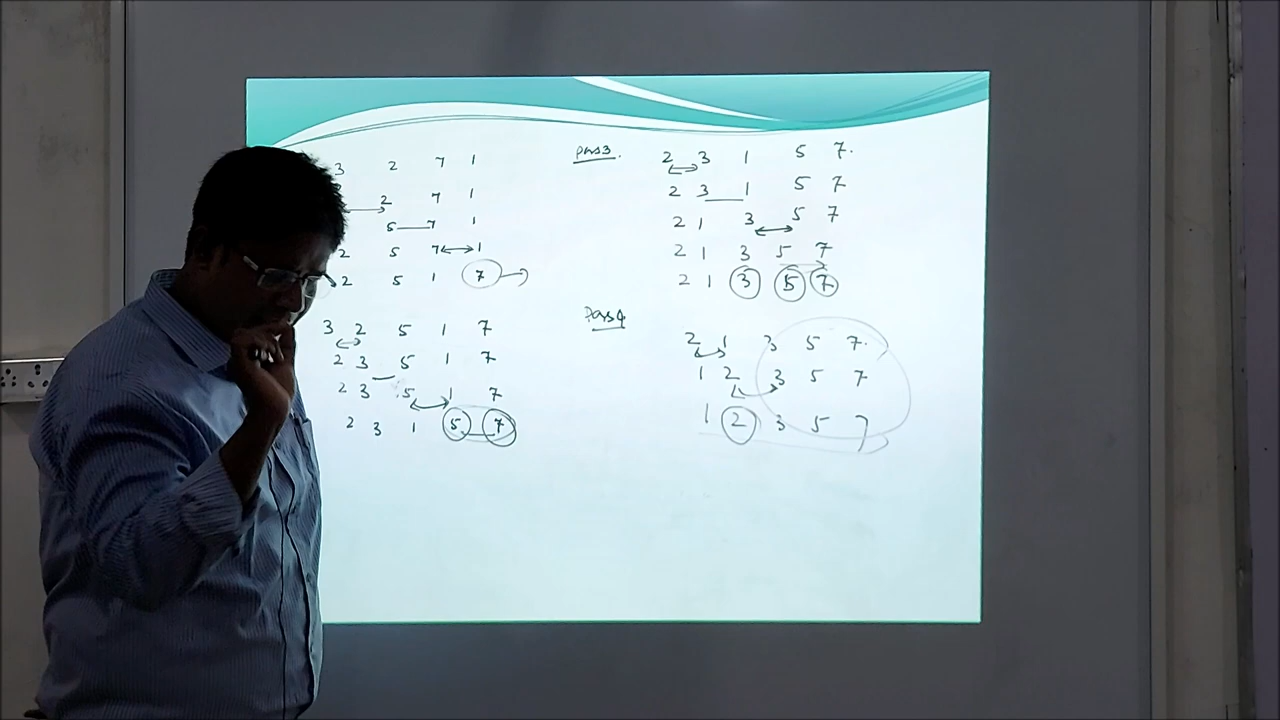 3 2 7 1
2 7 1
5 7 1
2 5 7 1
2 5 1 7
3 2 5 1 7
2 3 5 1 7
2 3 5 1 7
2 3 1 5 7
Pass3.
2 3 1 5 7.
2 3 1 5 7
2 1 3 5 7
2 1 3 5 7
2 1 3 5 7
Pass4
2 1 3 5 7.
1 2 3 5 7
1 2 3 5 7